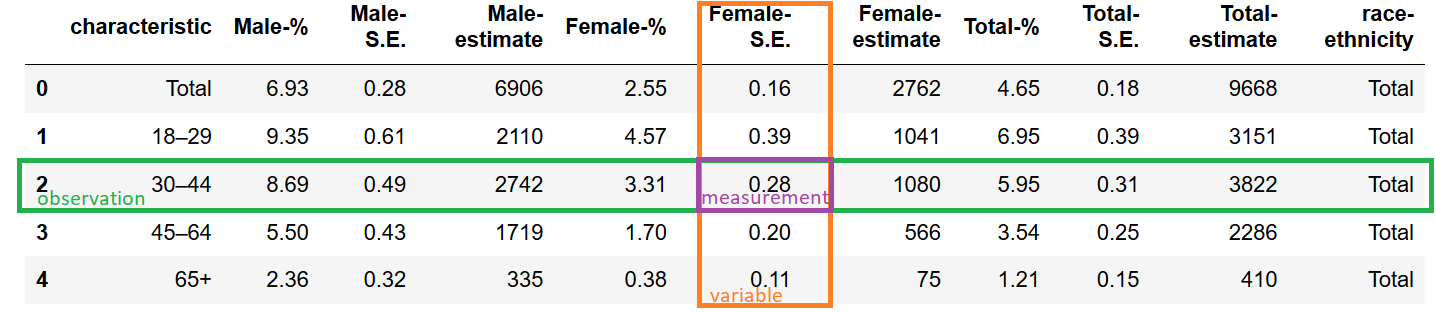 characteristic Male-% Male-S.E. Male-estimate Female-% Female-S.E. Female-estimate Total-% Total-S.E. Total-estimate race-ethnicity
0 Total 6.93 0.28 6906 2.55 0.16 2762 4.65 0.18 9668 Total
1 18–29 9.35 0.61 2110 4.57 0.39 1041 6.95 0.39 3151 Total
2 30–44 8.69 0.49 2742 3.31 0.28 1080 5.95 0.31 3822 Total
observation measurement
3 45–64 5.50 0.43 1719 1.70 0.20 566 3.54 0.25 2286 Total
4 65+ 2.36 0.32 335 0.38 0.11 75 1.21 0.15 410 Total
variable